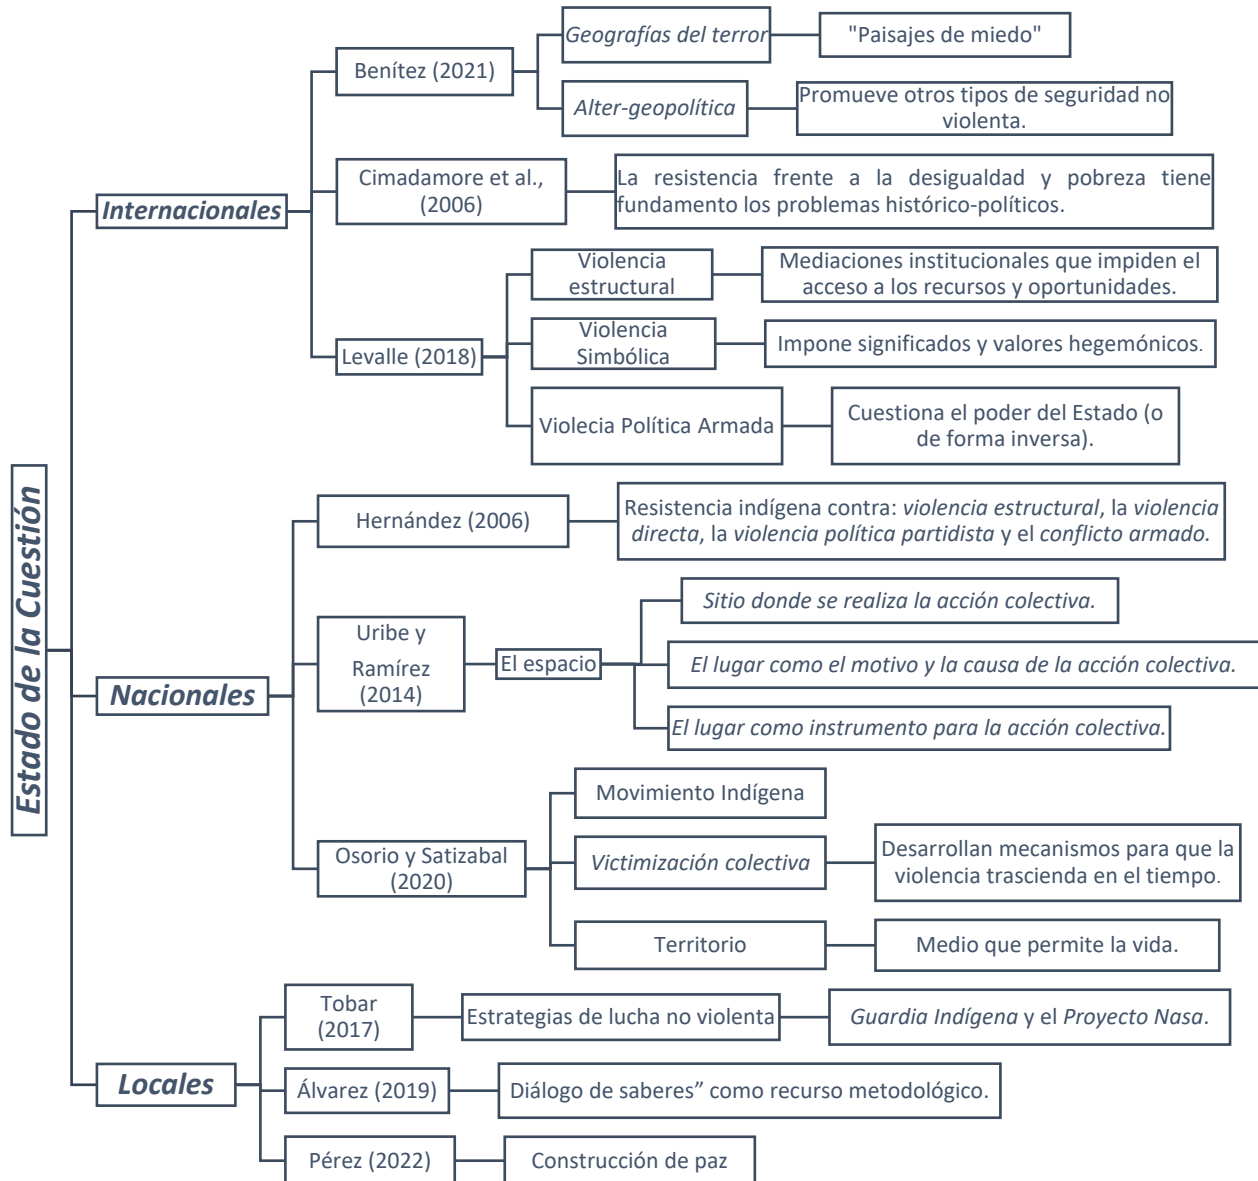 Estado de la Cuestión
Internacionales
Benítez (2021)
Geografías del terror
"Paisajes de miedo"
Alter-geopolítica
Promueve otros tipos de seguridad no
violenta.
Cimadamore et al.,
(2006)
La resistencia frente a la desigualdad y pobreza tiene
fundamento los problemas histórico-políticos.
Levalle (2018)
Violencia
estructural
Mediaciones institucionales que impiden el
acceso a los recursos y oportunidades.
Violencia
Simbólica
Impone significados y valores hegemónicos.
Violecia Política Armada
Cuestiona el poder del Estado (o
de forma inversa).
Nacionales
Hernández (2006)
Resistencia indígena contra: violencia estructural, la violencia
directa, la violencia política partidista y el conflicto armado.
Uribe y
Ramírez
(2014)
El espacio
Sitio donde se realiza la acción colectiva.
El lugar como el motivo y la causa de la acción colectiva.
El lugar como instrumento para la acción colectiva.
Osorio y Satizabal
(2020)
Movimiento Indígena
Victimización colectiva
Desarrollan mecanismos para que la
violencia trascienda en el tiempo.
Territorio
Medio que permite la vida.
Locales
Tobar
(2017)
Estrategias de lucha no violenta
Guardia Indígena y el Proyecto Nasa.
Álvarez (2019)
Diálogo de saberes” como recurso metodológico.
Pérez (2022)
Construcción de paz